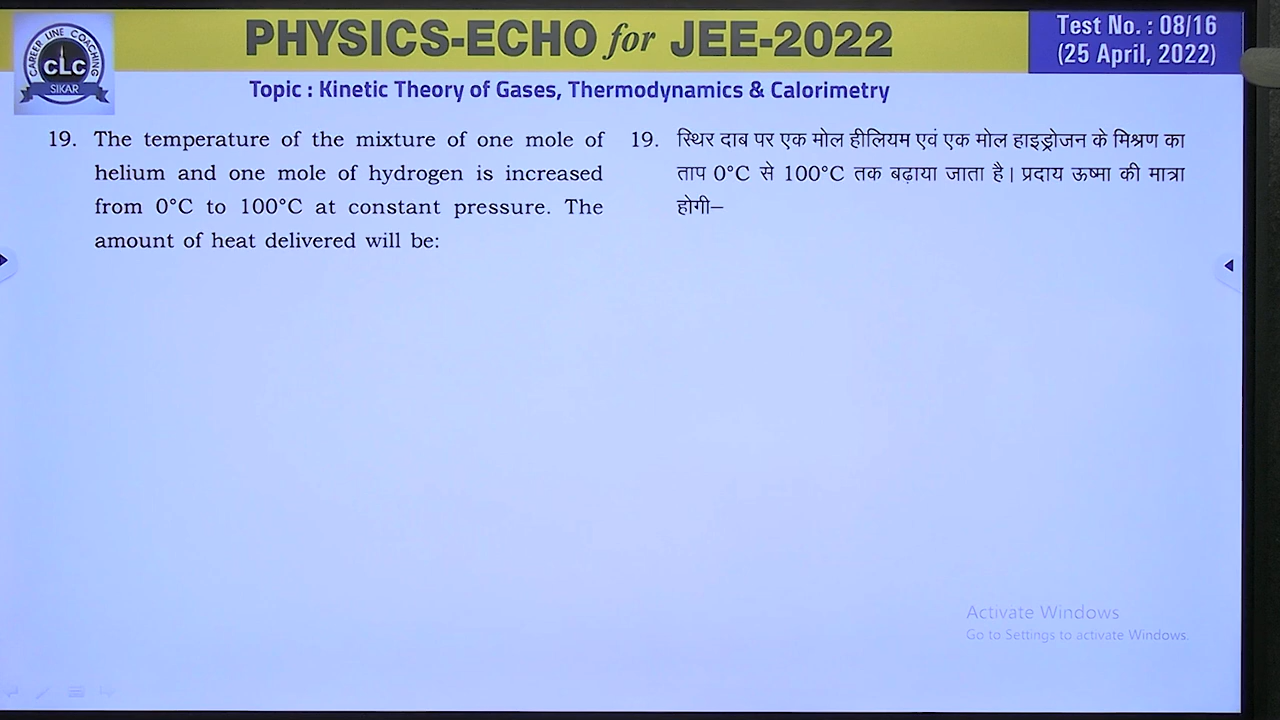 CAREER LINE COACHING
CLC
SIKAR
PHYSICS-ECHO for JEE-2022
Test No. : 08/16
(25 April, 2022)
Topic : Kinetic Theory of Gases, Thermodynamics & Calorimetry
19. The temperature of the mixture of one mole of
helium and one mole of hydrogen is increased
from 0°C to 100°C at constant pressure. The
amount of heat delivered will be:
19. स्थिर दाब पर एक मोल हीलियम एवं एक मोल हाइड्रोजन के मिश्रण का
ताप 0°C से 100°C तक बढ़ाया जाता है। प्रदाय ऊष्मा की मात्रा
होगी–
Activate Windows
Go to Settings to activate Windows.